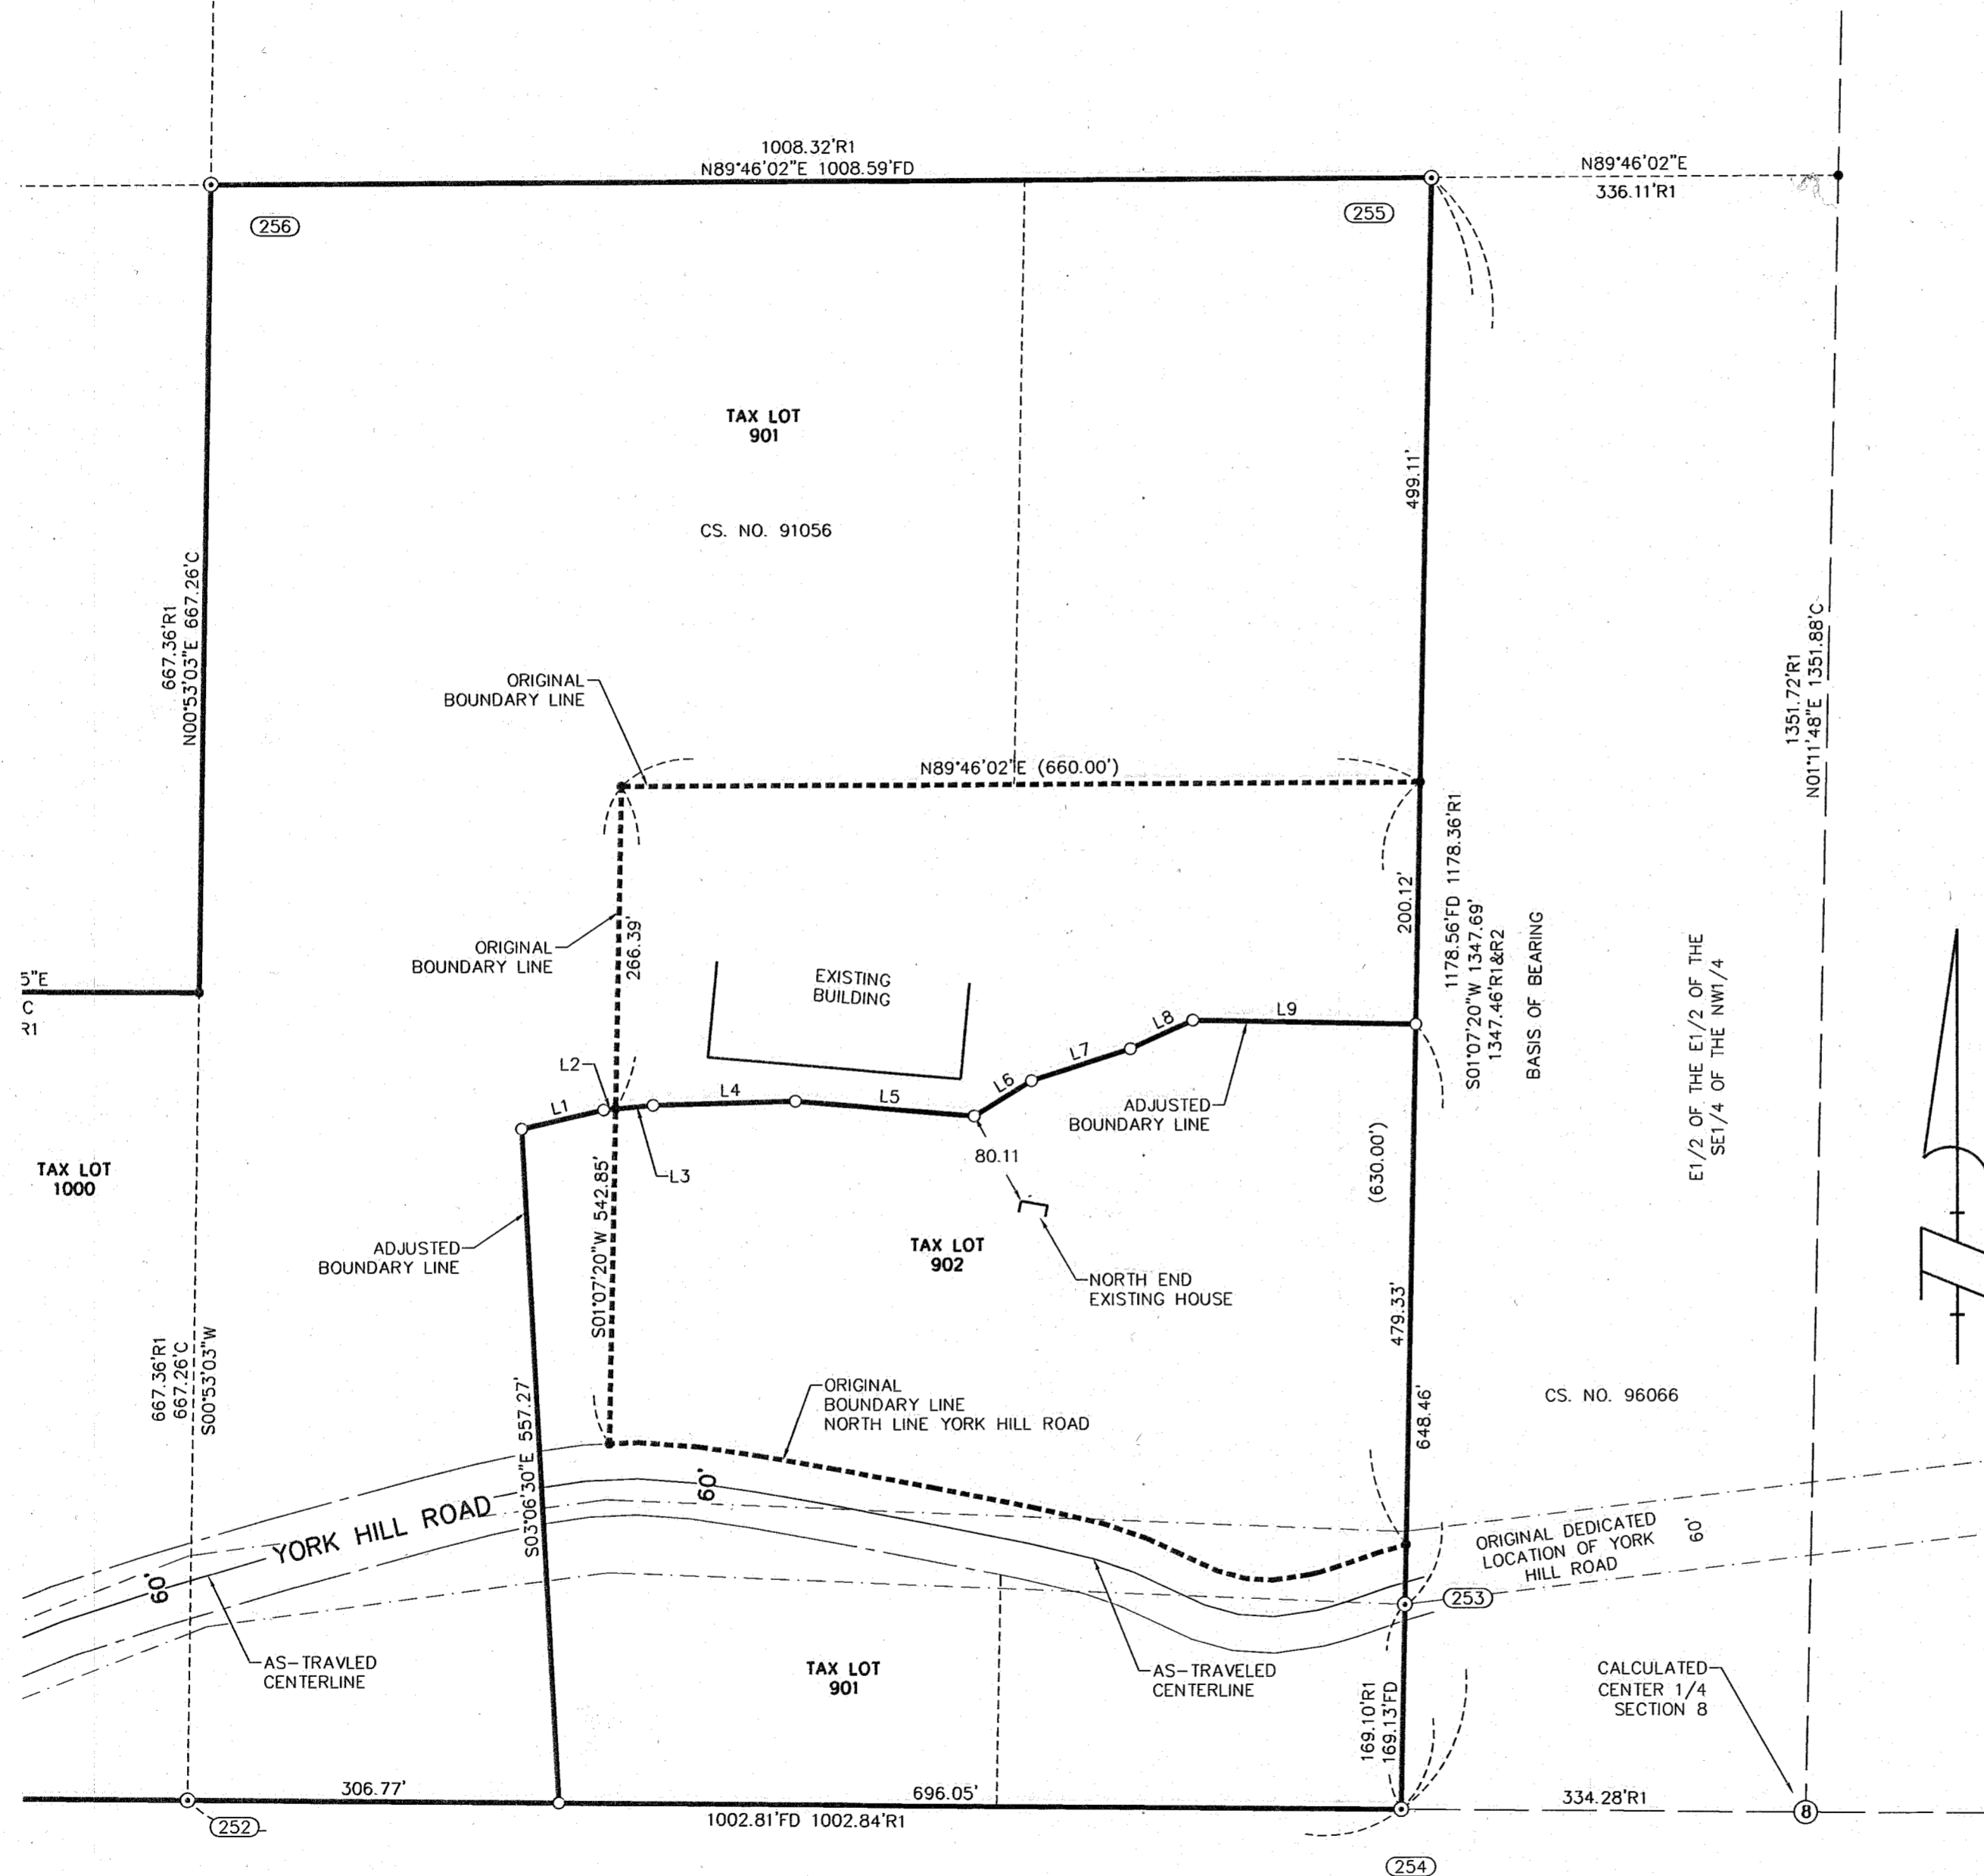 1008.32'R1
N89°46'02"E 1008.59'FD
N89°46'02"E
336.11'R1
256
255
TAX LOT
901
CS. NO. 91056
499.11'
667.36'R1
N00°53'03"E 667.26'C
1351.72'R1
N01°11'48"E 1351.88'C
ORIGINAL
BOUNDARY LINE
N89°46'02"E (660.00')
ORIGINAL
BOUNDARY LINE
266.39'
EXISTING
BUILDING
200.12'
1178.56'FD 1178.36'R1
S01°07'20"W 1347.69'
1347.46'R1&R2
BASIS OF BEARING
E1/2 OF THE E1/2 OF THE
SE1/4 OF THE NW1/4
5"E
C
R1
L1
L2
L3
L4
L5
L6
L7
L8
L9
ADJUSTED
BOUNDARY LINE
80.11
(630.00')
TAX LOT
1000
S01°07'20"W 542.85'
ADJUSTED
BOUNDARY LINE
TAX LOT
902
NORTH END
EXISTING HOUSE
479.33'
667.36'R1
667.26'C
S00°53'03"W
S03°06'30"E 557.27'
ORIGINAL
BOUNDARY LINE
NORTH LINE YORK HILL ROAD
648.46'
CS. NO. 96066
60'
YORK HILL ROAD
60'
ORIGINAL DEDICATED
LOCATION OF YORK
HILL ROAD
60'
253
AS-TRAVLED
CENTERLINE
TAX LOT
901
AS-TRAVELED
CENTERLINE
169.10'R1
169.13'FD
CALCULATED
CENTER 1/4
SECTION 8
306.77'
696.05'
1002.81'FD 1002.84'R1
334.28'R1
8
252
254